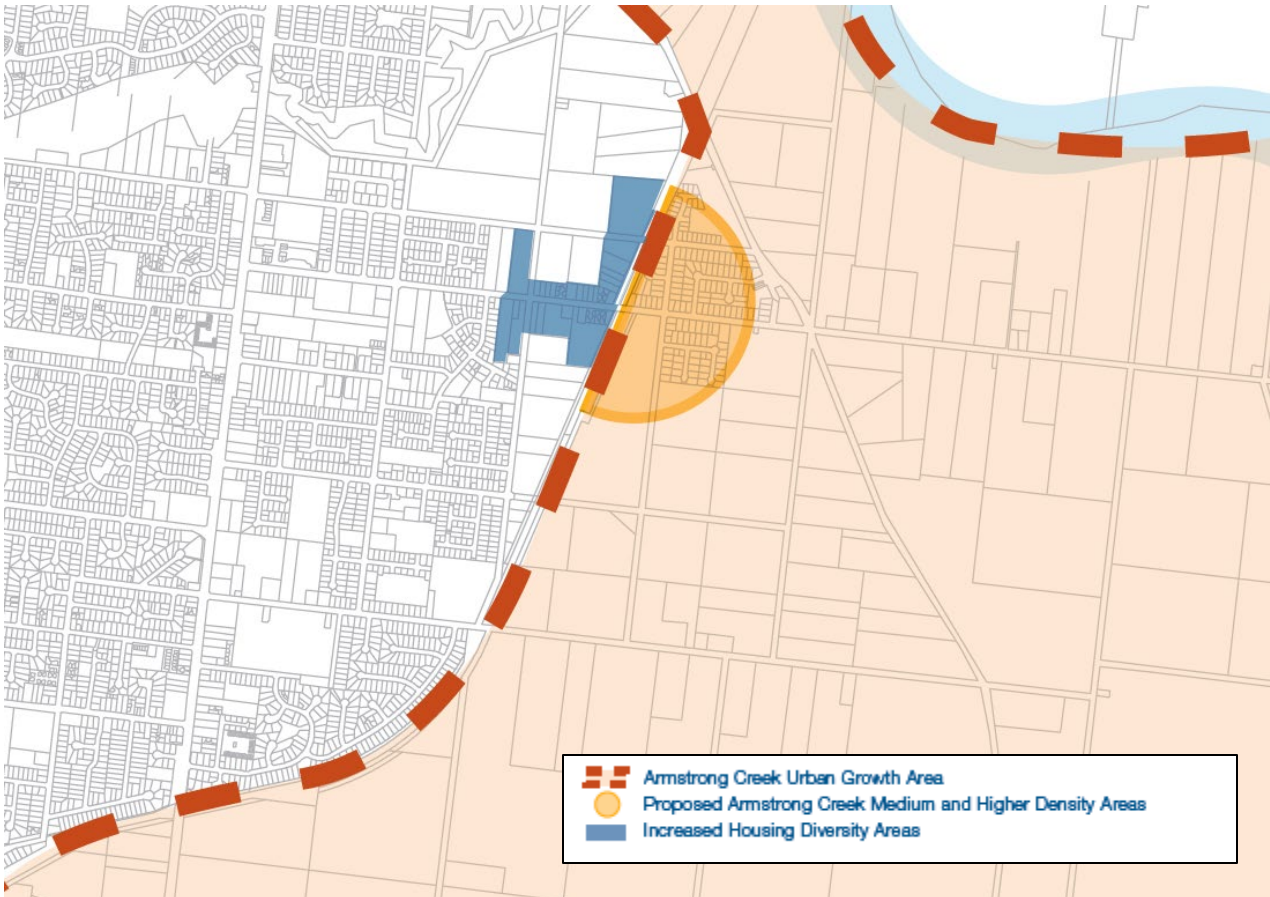 Armstrong Creek Urban Growth Area
Proposed Armstrong Creek Medium and Higher Density Areas
Increased Housing Diversity Areas